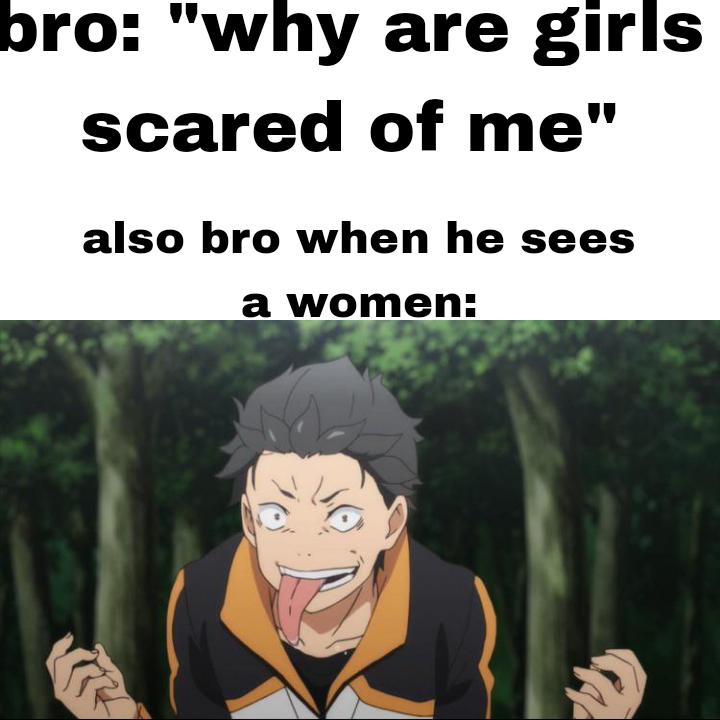 bro: "why are girls
scared of me"
also bro when he sees
a women: